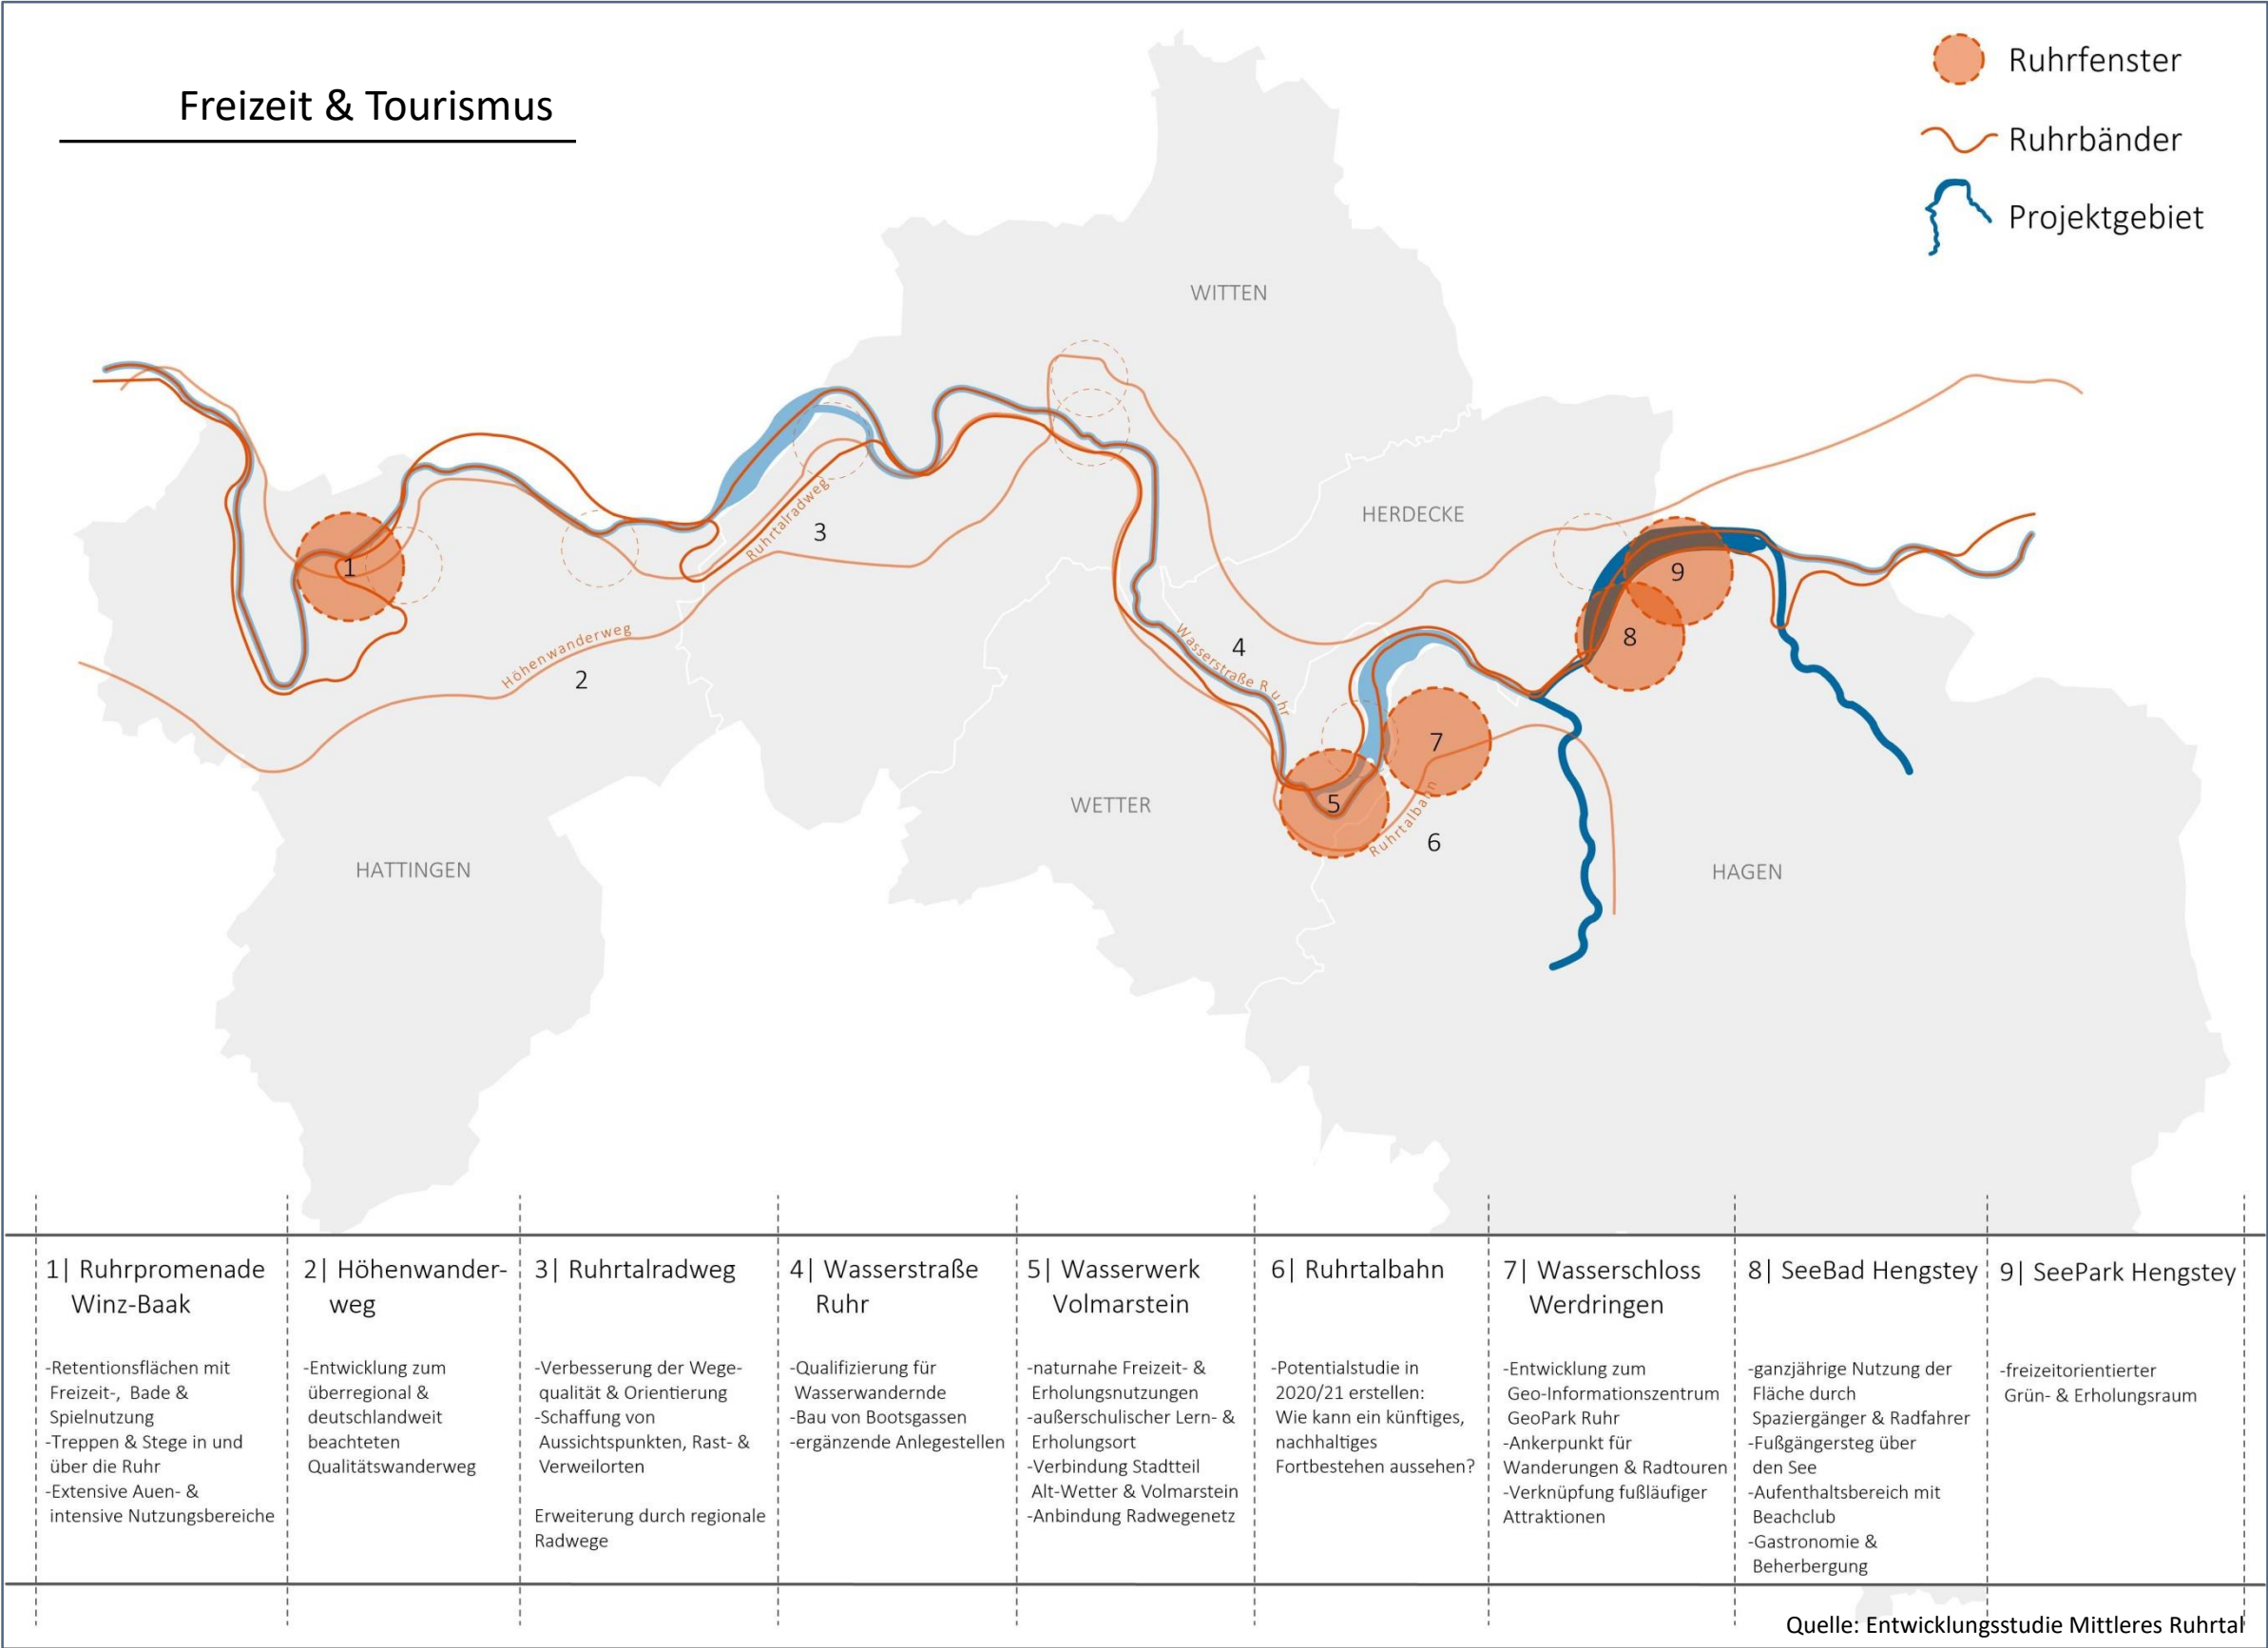 Freizeit & Tourismus
Ruhrfenster
Ruhrbänder
Projektgebiet
WITTEN
HERDECKE
WETTER
HATTINGEN
HAGEN
1
Höhenwanderweg
2
Ruhrtalradweg
3
Wasserstraße Ruhr
4
5
Ruhrtalbahn
6
7
8
9
1| Ruhrpromenade
Winz-Baak
-Retentionsflächen mit
Freizeit-, Bade &
Spielnutzung
-Treppen & Stege in und
über die Ruhr
-Extensive Auen- &
intensive Nutzungsbereiche
2| Höhenwander-
weg
-Entwicklung zum
überregional &
deutschlandweit
beachteten
Qualitätswanderweg
3| Ruhrtalradweg
-Verbesserung der Wege-
qualität & Orientierung
-Schaffung von
Aussichtspunkten, Rast- &
Verweilorten
Erweiterung durch regionale
Radwege
4| Wasserstraße
Ruhr
-Qualifizierung für
Wasserwandernde
-Bau von Bootsgassen
-ergänzende Anlegestellen
5| Wasserwerk
Volmarstein
-naturnahe Freizeit- &
Erholungsnutzungen
-außerschulischer Lern- &
Erholungsort
-Verbindung Stadtteil
Alt-Wetter & Volmarstein
-Anbindung Radwegenetz
6| Ruhrtalbahn
-Potentialstudie in
2020/21 erstellen:
Wie kann ein künftiges,
nachhaltiges
Fortbestehen aussehen?
7| Wasserschloss
Werdringen
-Entwicklung zum
Geo-Informationszentrum
GeoPark Ruhr
-Ankerpunkt für
Wanderungen & Radtouren
-Verknüpfung fußläufiger
Attraktionen
8| SeeBad Hengstey
-ganzjährige Nutzung der
Fläche durch
Spaziergänger & Radfahrer
-Fußgängersteg über
den See
-Aufenthaltsbereich mit
Beachclub
-Gastronomie &
Beherbergung
9| SeePark Hengstey
-freizeitorientierter
Grün- & Erholungsraum
Quelle: Entwicklungsstudie Mittleres Ruhrtal